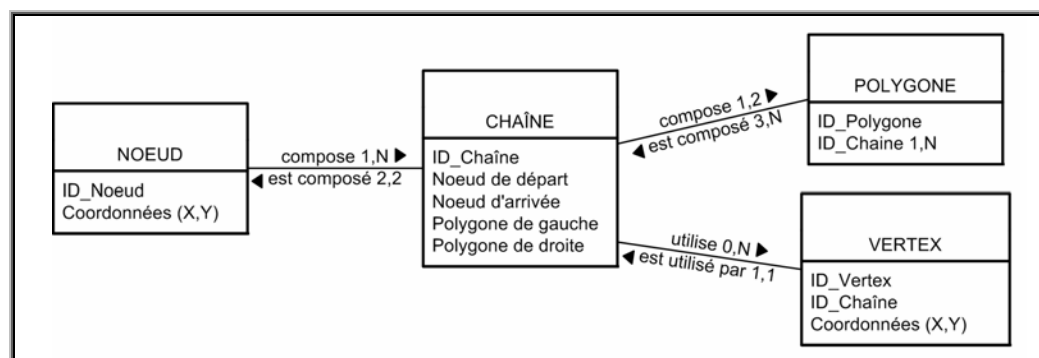 NOEUD
ID_Noeud
Coordonnées (X,Y)
compose 1,N ►
◄ est composé 2,2
CHAÎNE
ID_Chaîne
Noeud de départ
Noeud d'arrivée
Polygone de gauche
Polygone de droite
compose 1,2 ►
◄ est composé 3,N
POLYGONE
ID_Polygone
ID_Chaine 1,N
utilise 0,N ►
◄ est utilisé par 1,1
VERTEX
ID_Vertex
ID_Chaîne
Coordonnées (X,Y)